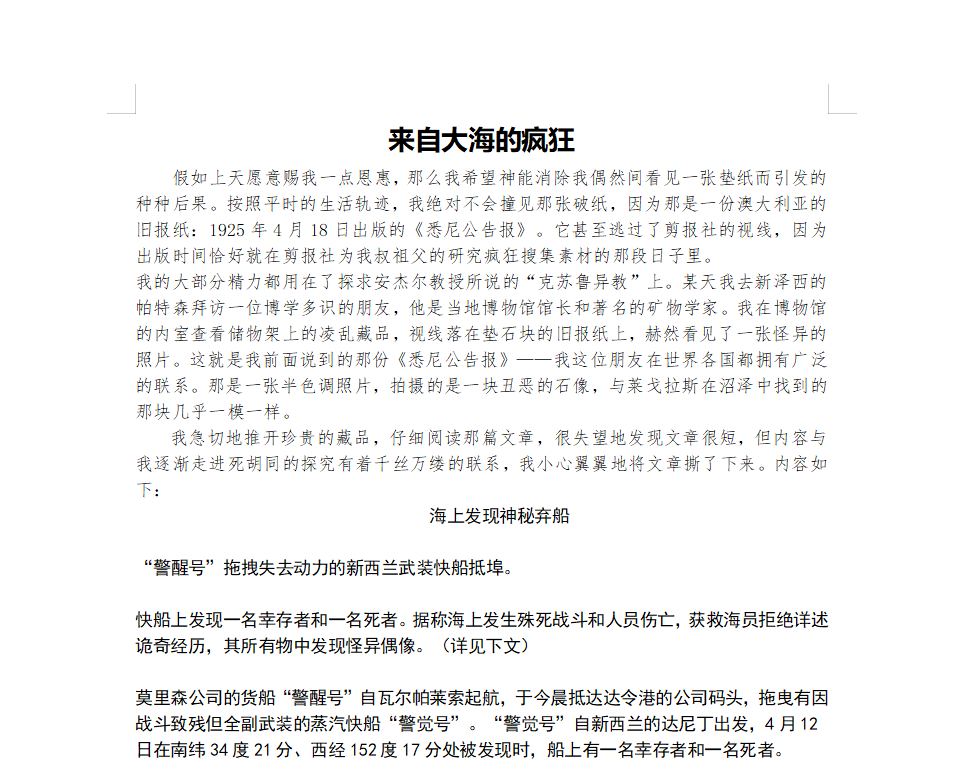 来自大海的疯狂
假如上天愿意赐我一点恩惠，那么我希望神能消除我偶然间看见一张垫纸而引发的
种种后果。按照平时的生活轨迹，我绝对不会撞见那张破纸，因为那是一份澳大利亚的
旧报纸：1925 年 4 月 18 日出版的《悉尼公告报》。它甚至逃过了剪报社的视线，因为
出版时间恰好就在剪报社为我叔祖父的研究疯狂搜集素材的那段日子里。
我的大部分精力都用在了探求安杰尔教授所说的“克苏鲁异教”上。某天我去新泽西的
帕特森拜访一位博学多识的朋友，他是当地博物馆馆长和著名的矿物学家。我在博物馆
的内室查看储物架上的凌乱藏品，视线落在垫石块的旧报纸上，赫然看见了一张怪异的
照片。这就是我前面说到的那份《悉尼公告报》——我这位朋友在世界各国都拥有广泛
的联系。那是一张半色调照片，拍摄的是一块丑恶的石像，与莱戈拉斯在沼泽中找到的
那块几乎一模一样。
我急切地推开珍贵的藏品，仔细阅读那篇文章，很失望地发现文章很短，但内容与
我逐渐走进死胡同的探究有着千丝万缕的联系，我小心翼翼地将文章撕了下来。内容如
下：
海上发现神秘弃船
“警醒号”拖拽失去动力的新西兰武装快船抵埠。
快船上发现一名幸存者和一名死者。据称海上发生殊死战斗和人员伤亡，获救海员拒绝详述
诡奇经历，其所有物中发现怪异偶像。（详见下文）
莫里森公司的货船“警醒号”自瓦尔帕莱索起航，于今晨抵达达令港的公司码头，拖曳有因
战斗致残但全副武装的蒸汽快船“警觉号”。“警觉号”自新西兰的达尼丁出发，4 月 12
日在南纬 34 度 21 分、西经 152 度 17 分处被发现时，船上有一名幸存者和一名死者。